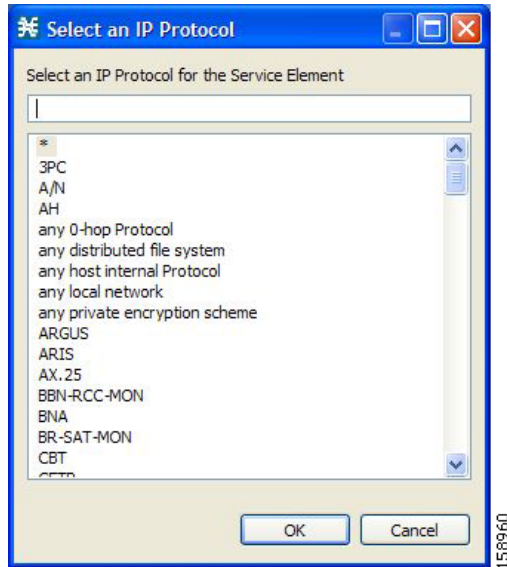 Select an IP Protocol
Select an IP Protocol for the Service Element
*
3PC
A/N
AH
any 0-hop Protocol
any distributed file system
any host internal Protocol
any local network
any private encryption scheme
ARGUS
ARIS
AX.25
BBN-RCC-MON
BNA
BR-SAT-MON
CBT
OK
Cancel
158960